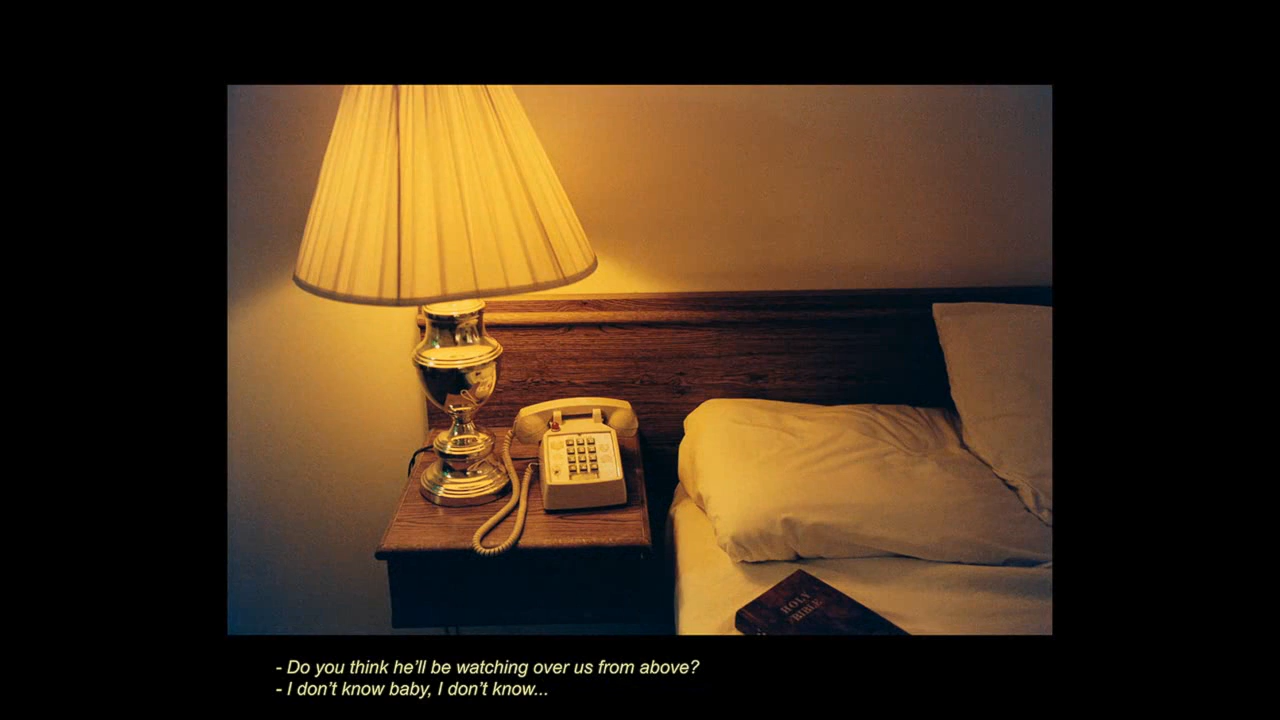 HOLY
BIBLE
- Do you think he’ll be watching over us from above?
- I don’t know baby, I don’t know...